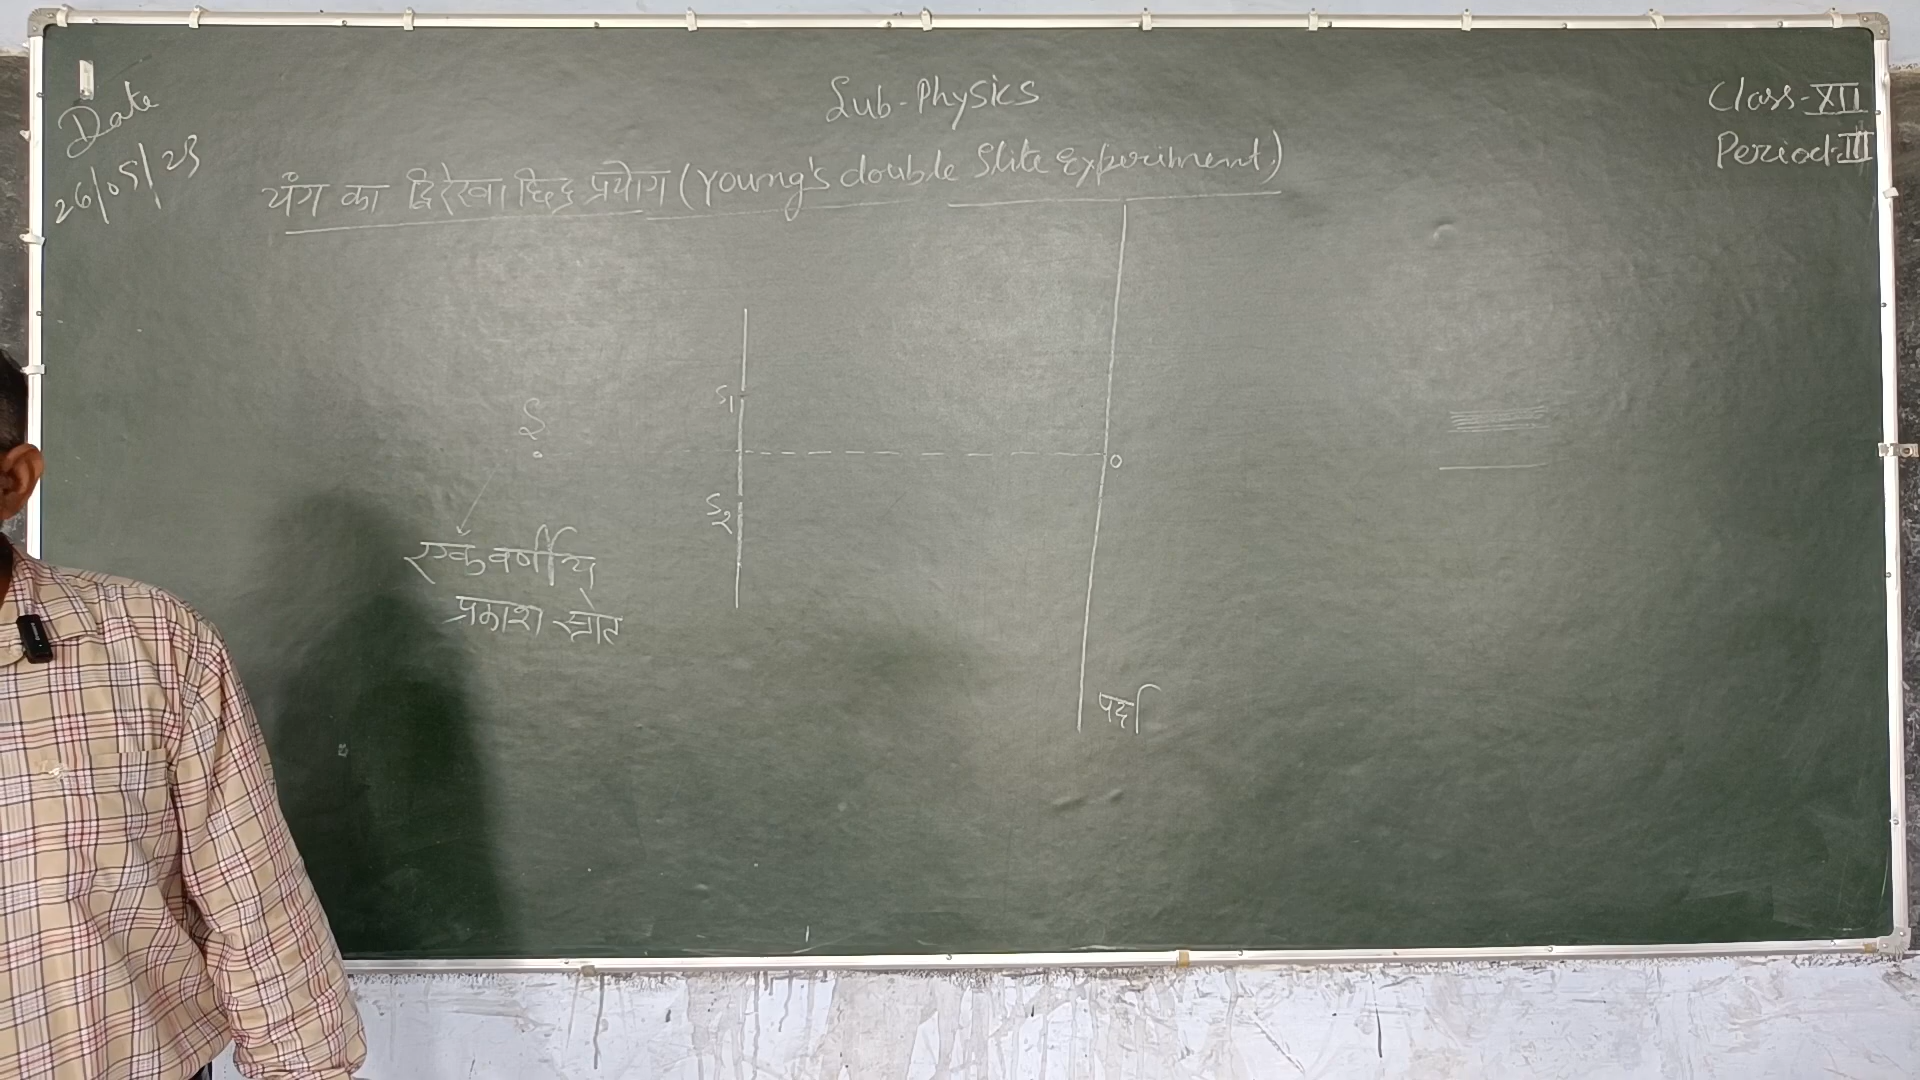 Sub-Physics
Class-XII
Period-III
Date
26/05/23
यंग का द्विरेखा छिद्र प्रयोग (Young's double Slite Experiment)
S1
S
S2
O
एकवर्णीय
प्रकाश स्रोत
पर्दा